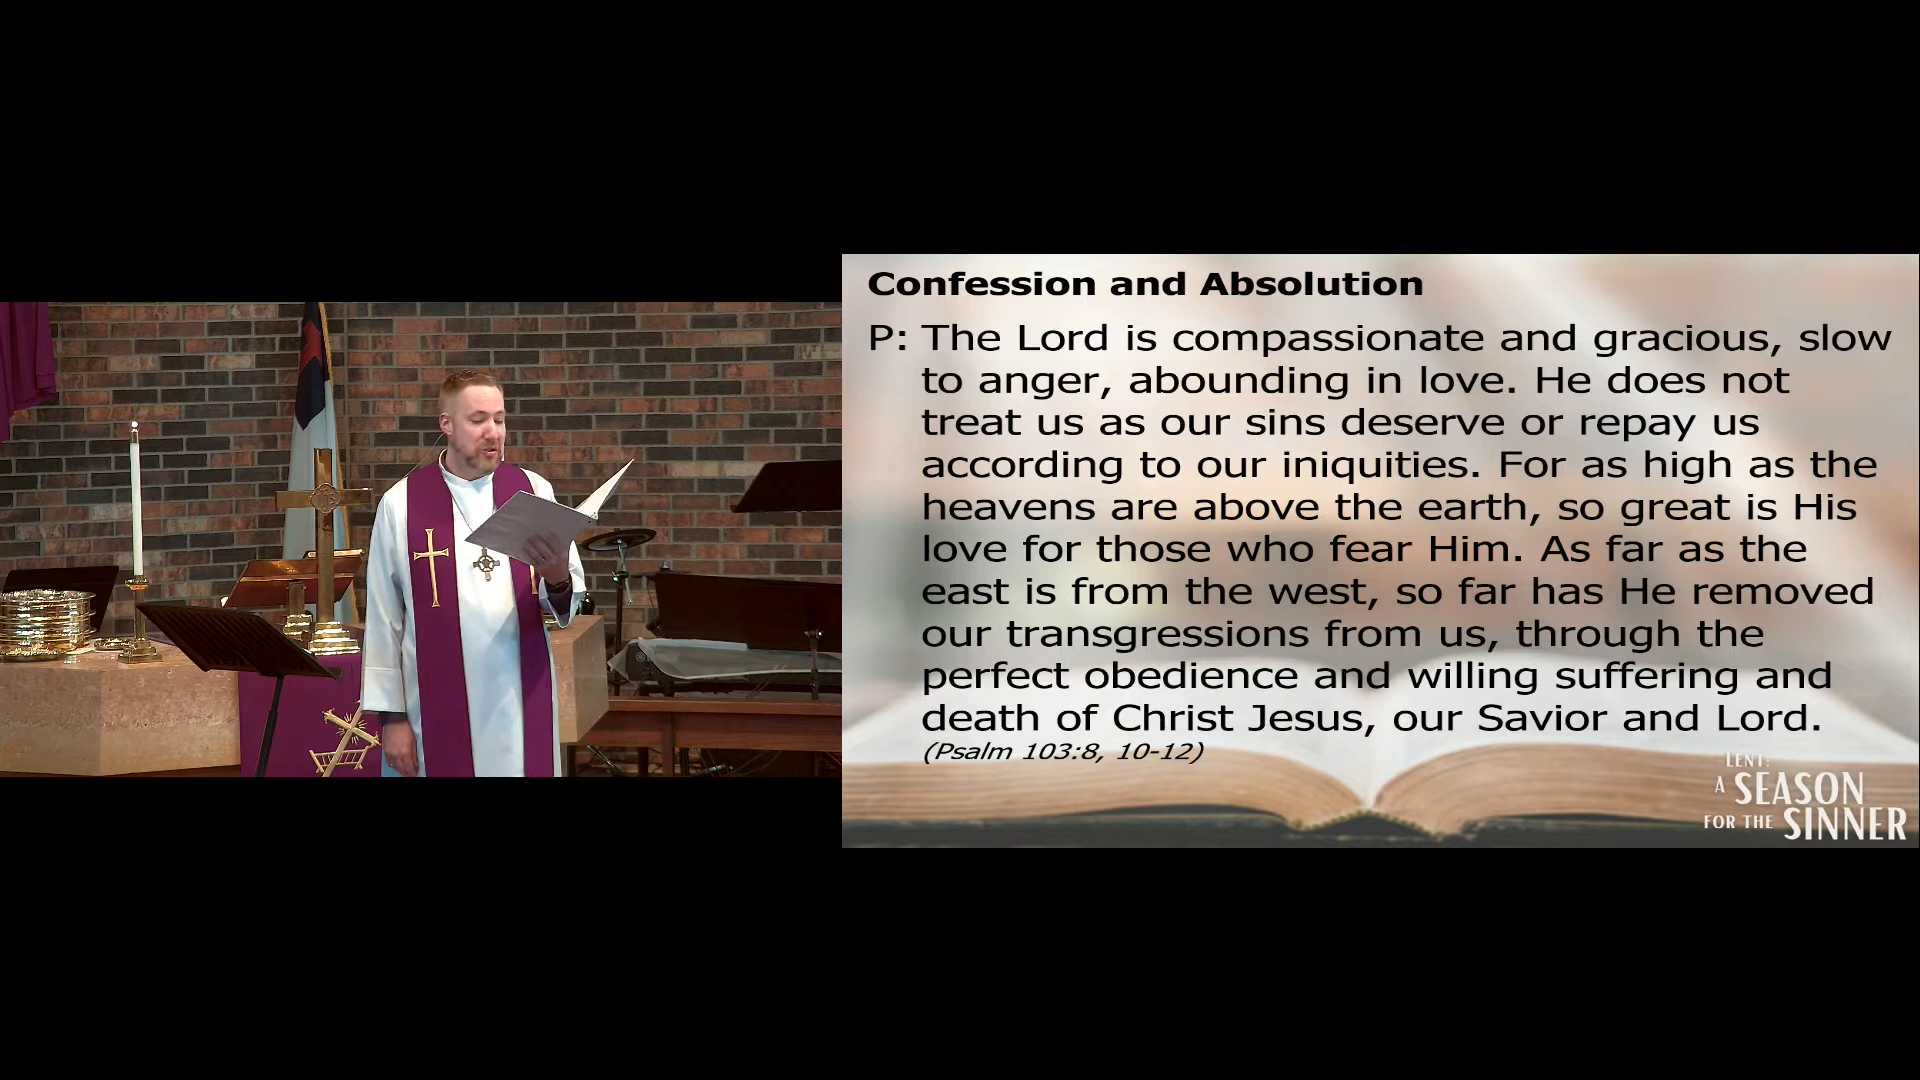 Confession and Absolution
P: The Lord is compassionate and gracious, slow
to anger, abounding in love. He does not
treat us as our sins deserve or repay us
according to our iniquities. For as high as the
heavens are above the earth, so great is His
love for those who fear Him. As far as the
east is from the west, so far has He removed
our transgressions from us, through the
perfect obedience and willing suffering and
death of Christ Jesus, our Savior and Lord.
(Psalm 103:8, 10-12)
LENT:
A SEASON
FOR THE SINNER